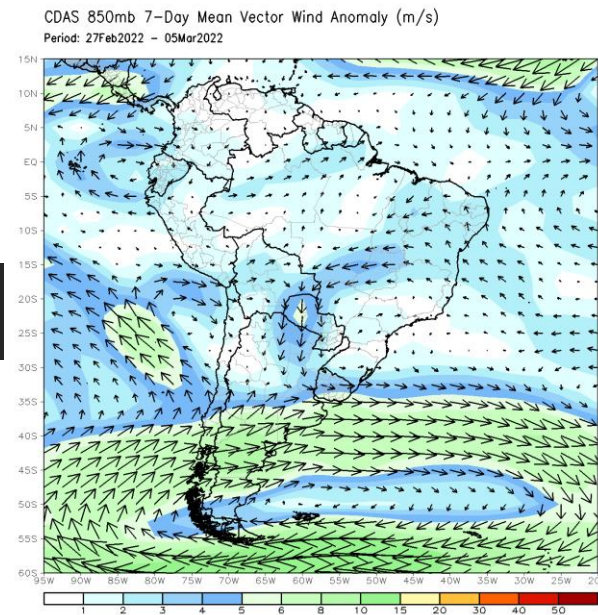 CDAS 850mb 7-Day Mean Vector Wind Anomaly (m/s)
Period: 27Feb2022 - 05Mar2022
15N
10N
5N
EQ
5S
10S
15S
20S
25S
30S
35S
40S
45S
50S
55S
60S
95W 90W 85W 80W 75W 70W 65W 60W 55W 50W 45W 40W 35W 30W 25W 20W
1 2 3 4 5 6 8 10 15 20 30 40 50